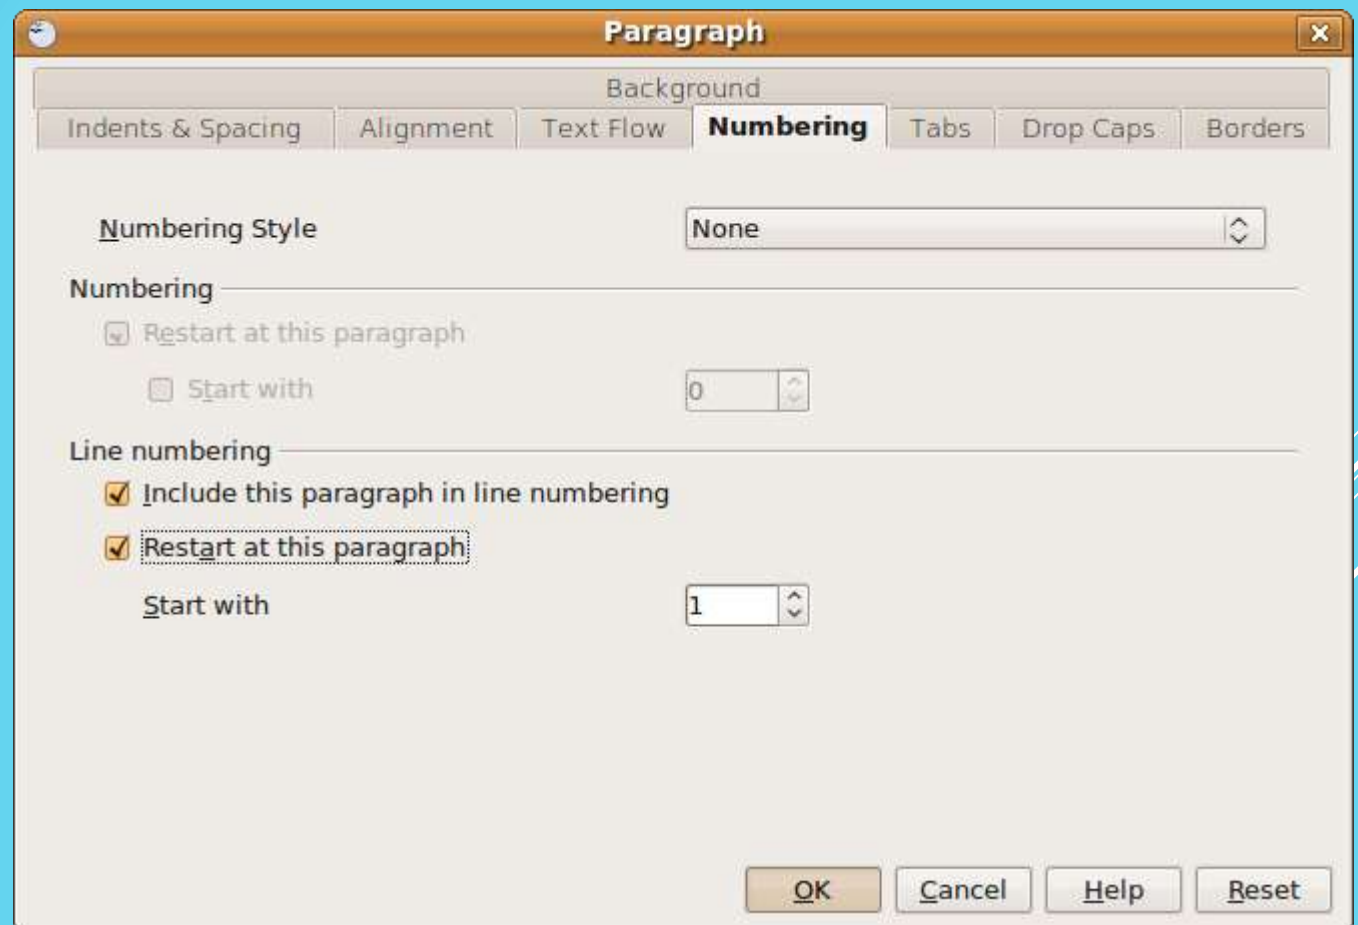 Paragraph
Background
Indents & Spacing Alignment Text Flow Numbering Tabs Drop Caps Borders
Numbering Style None
Numbering
Restart at this paragraph
Start with 0
Line numbering
Include this paragraph in line numbering
Restart at this paragraph
Start with 1
OK Cancel Help Reset